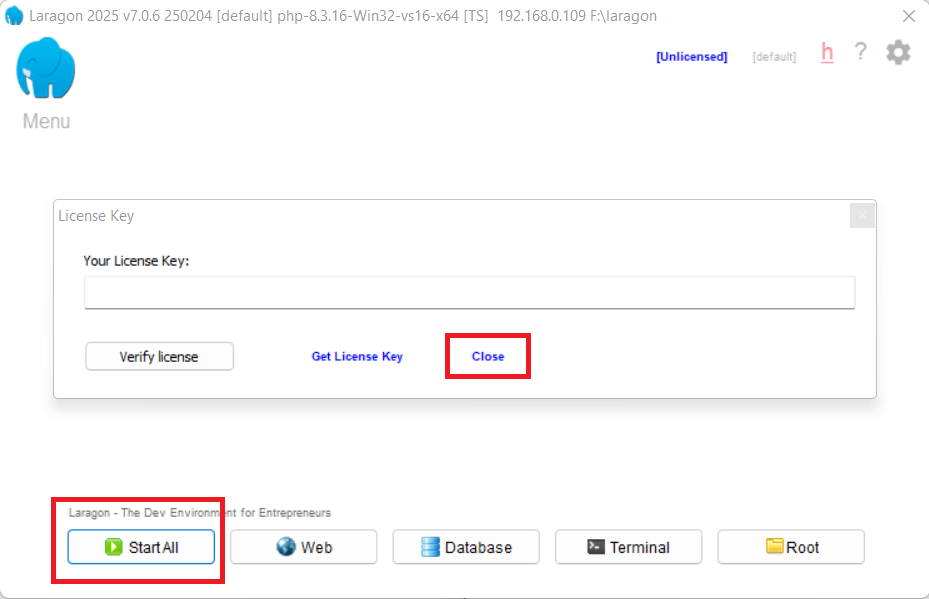 Laragon 2025 v7.0.6 250204 [default] php-8.3.16-Win32-vs16-x64 [TS]  192.168.0.109 F:\laragon
[Unlicensed] [default] h ?
Menu
License Key
Your License Key:
Verify license Get License Key Close
Laragon - The Dev Environment for Entrepreneurs
Start All Web Database Terminal Root